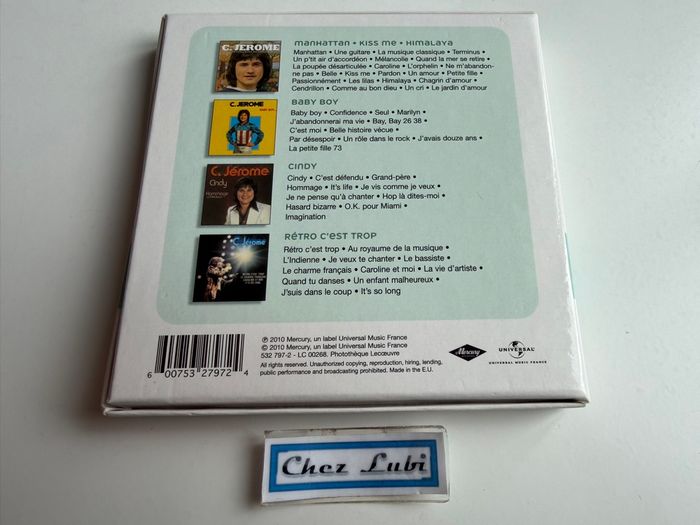 C. JEROME
manhattan • kiss me • himalaya
Manhattan • Une guitare • La musique classique • Terminus •
Un p'tit air d'accordéon • Mélancolie • Quand la mer se retire •
La poupée désarticulée • Caroline • L'orphelin • Ne m'abandon-
ne pas • Belle • Kiss me • Pardon • Un amour • Petite fille •
Passionnément • Les lilas • Himalaya • Chagrin d'amour •
Cendrillon • Comme au bon dieu • Un cri • Le jardin d'amour
C. JEROME
BABY BOY
Baby boy • Confidence • Seul • Marilyn •
J'abandonnerai ma vie • Bay, Bay 26 38 •
C'est moi • Belle histoire vécue •
Par désespoir • Un rôle dans le rock • J'avais douze ans •
La petite fille 73
C. Jérome
Cindy
Hommage
CINDY
Cindy • C'est défendu • Grand-père •
Hommage • It's life • Je vis comme je veux •
Je ne pense qu'à chanter • Hop là dites-moi •
Hasard bizarre • O.K. pour Miami •
Imagination
C. Jérome
RÉTRO C'EST TROP
Rétro c'est trop • Au royaume de la musique •
L'Indienne • Je veux te chanter • Le bassiste •
Le charme français • Caroline et moi • La vie d'artiste •
Quand tu danses • Un enfant malheureux •
J'suis dans le coup • It's so long
6 00753 27972 4
℗ 2010 Mercury, un label Universal Music France
© 2010 Mercury, un label Universal Music France
532 797-2 - LC 00268. Photothèque Lecœuvre
All rights reserved. Unauthorized copying, reproduction, hiring, lending,
public performance and broadcasting prohibited. Made in the E.U.
Mercury
UNIVERSAL
UNIVERSAL MUSIC FRANCE
Chez Lubi